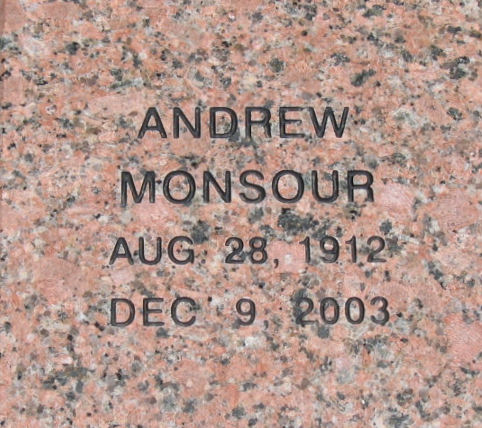 ANDREW
MONSOUR
AUG. 28, 1912
DEC 9 2003